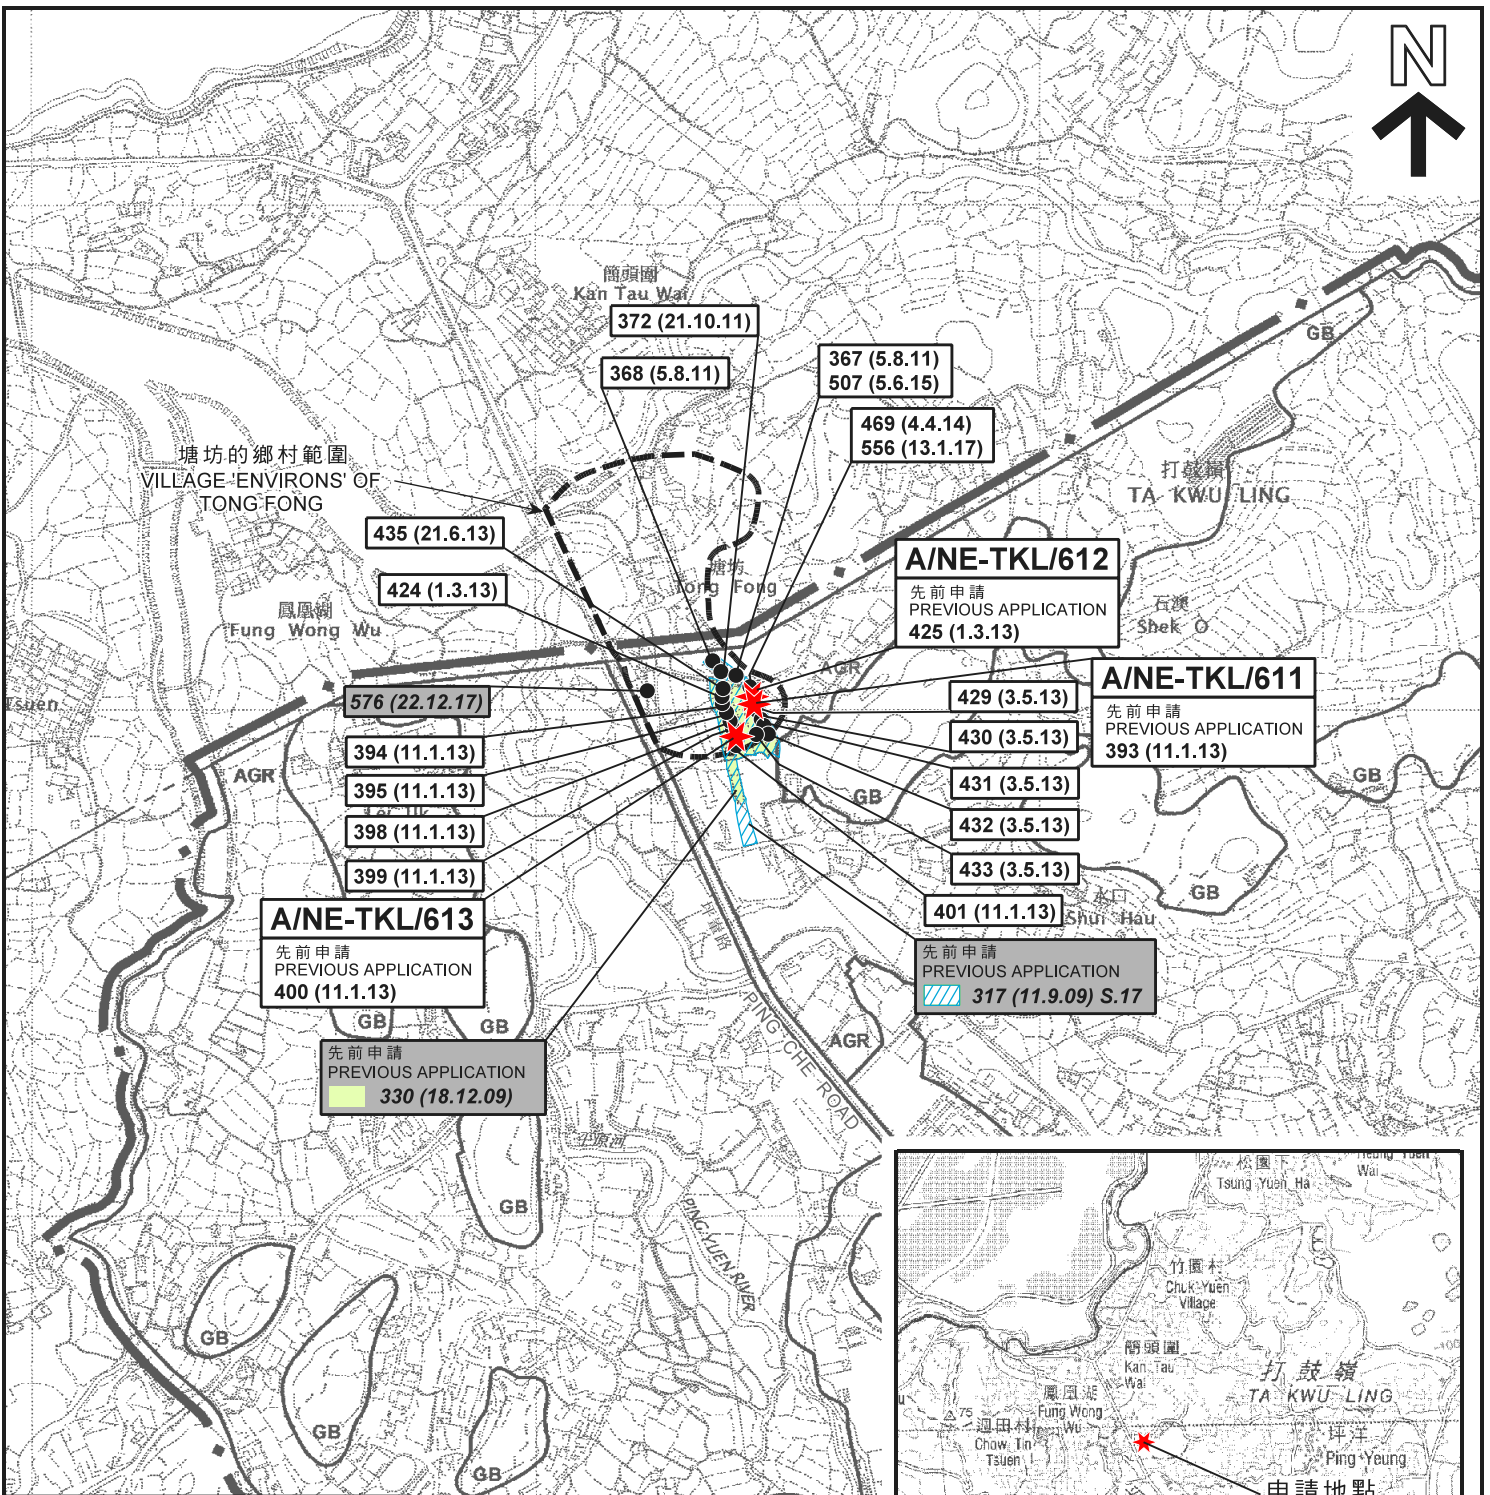 N
簡頭圍
Kan Tau Wai
372 (21.10.11)
GB
368 (5.8.11)
367 (5.8.11)
507 (5.6.15)
469 (4.4.14)
556 (13.1.17)
塘坊的鄉村範圍
VILLAGE 'ENVIRONS' OF
TONG FONG
打鼓嶺
TA KWU LING
435 (21.6.13)
A/NE-TKL/612
先前申請
PREVIOUS APPLICATION
425 (1.3.13)
塘坊
Tong Fong
424 (1.3.13)
鳳凰湖
Fung Wong Wu
Shek O
AGR
A/NE-TKL/611
先前申請
PREVIOUS APPLICATION
393 (11.1.13)
576 (22.12.17)
Tsuen
429 (3.5.13)
430 (3.5.13)
394 (11.1.13)
AGR
395 (11.1.13)
431 (3.5.13)
GB
GB
398 (11.1.13)
432 (3.5.13)
399 (11.1.13)
433 (3.5.13)
GB
401 (11.1.13)
Shui Hau
A/NE-TKL/613
先前申請
PREVIOUS APPLICATION
400 (11.1.13)
先前申請
PREVIOUS APPLICATION
317 (11.9.09) S.17
GB
GB
AGR
PING CHE ROAD
先前申請
PREVIOUS APPLICATION
330 (18.12.09)
平原河
PING YUEN RIVER
GB
GB
GB
GB
松園下
Tsung Yuen Ha
Heung Yuen
Wai
竹園村
Chuk Yuen
Village
簡頭圍
Kan Tau
Wai
打鼓嶺
TA KWU LING
鳳凰湖
Fung Wong
Wu
75
週田村
Chow Tin
Tsuen
坪洋
Ping Yeung
申請地點